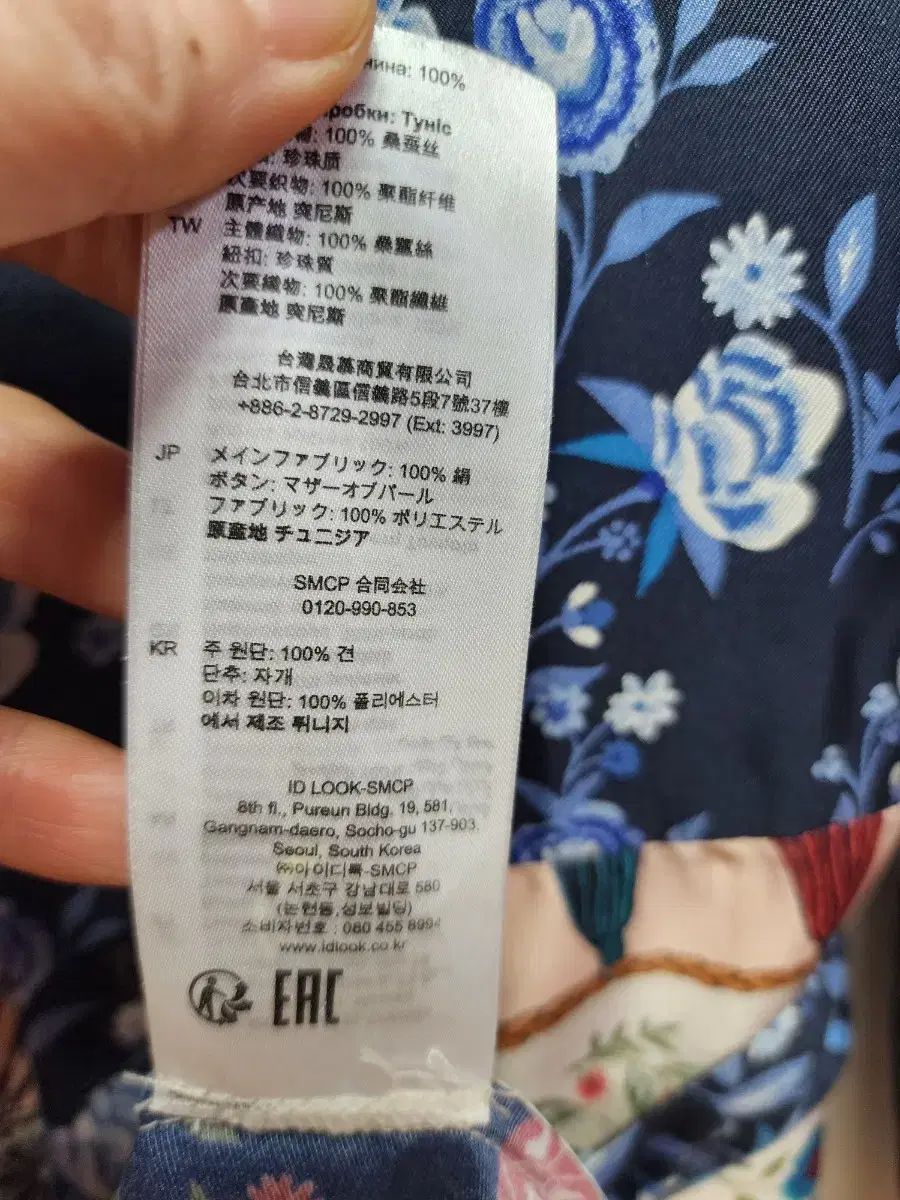 100%
Туніс
100% 桑蚕丝
珍珠质
次要织物: 100% 聚酯纤维
原产地 突尼斯
TW 主體織物: 100% 桑蠶絲
紐扣: 珍珠質
次要織物: 100% 聚酯纖維
原產地 突尼斯
台灣晟慕商貿有限公司
台北市信義區信義路5段7號37樓
+886-2-8729-2997 (Ext: 3997)
JP メインファブリック: 100% 絹
ボタン: マザーオブパール
ファブリック: 100% ポリエステル
原産地 チュニジア
SMCP 合同会社
0120-990-853
KR 주 원단: 100% 견
단추: 자개
이차 원단: 100% 폴리에스터
에서 제조 튀니지
ID LOOK-SMCP
8th fl., Pureun Bldg. 19, 581,
Gangnam-daero, Socho-gu 137-903,
Seoul, South Korea
㈜아이디룩-SMCP
서울 서초구 강남대로 580
(논현동,성보빌딩)
소비자번호 : 080 455 8994
www.idlook.co.kr
EAC